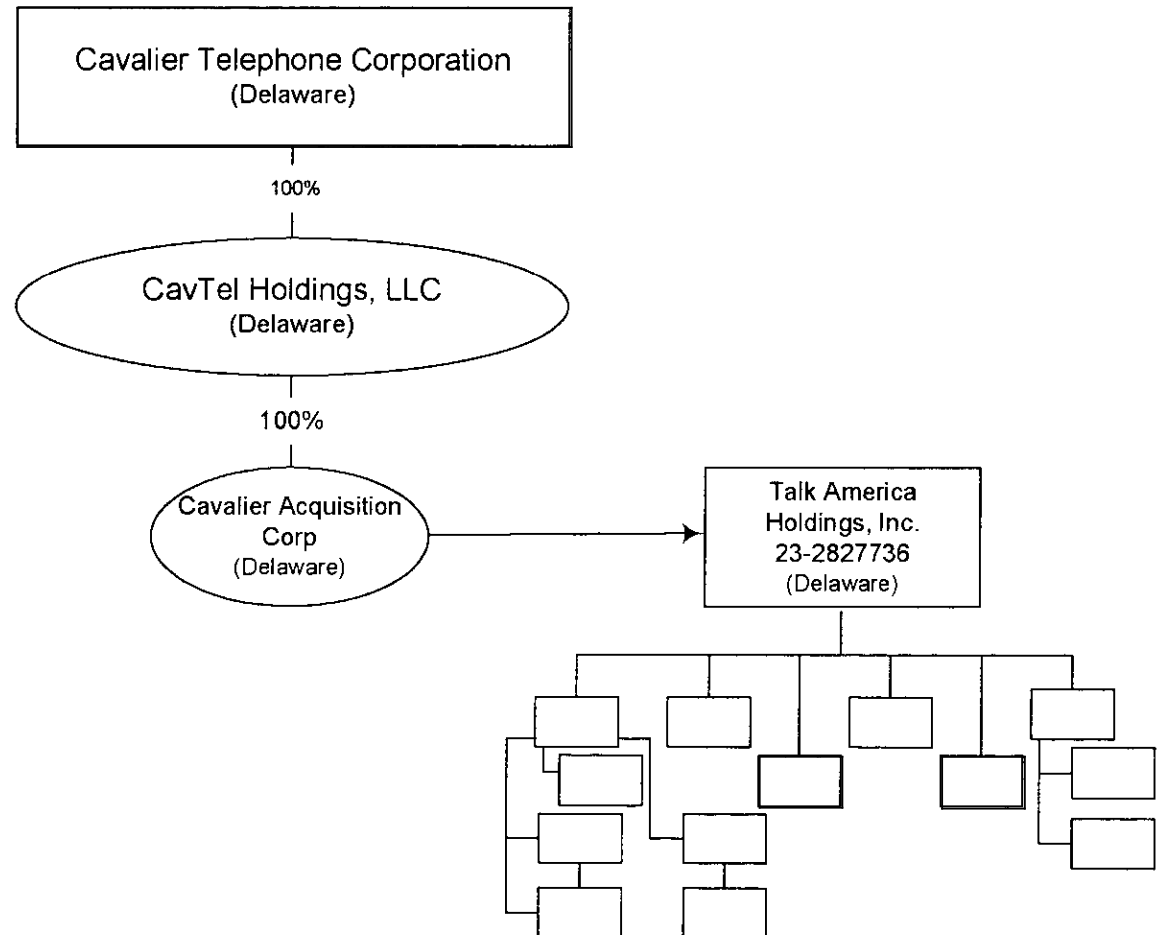 Cavalier Telephone Corporation
(Delaware)
100%
CavTel Holdings, LLC
(Delaware)
100%
Cavalier Acquisition
Corp
(Delaware)
Talk America
Holdings, Inc.
23-2827736
(Delaware)